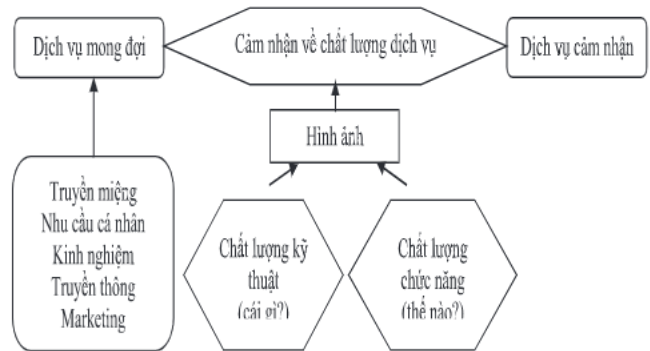 Dịch vụ mong đợi
Cảm nhận về chất lượng dịch vụ
Dịch vụ cảm nhận
Hình ảnh
Truyền miệng
Nhu cầu cá nhân
Kinh nghiệm
Truyền thông
Marketing
Chất lượng kỹ
thuật
(cái gì?)
Chất lượng
chức năng
(thế nào?)